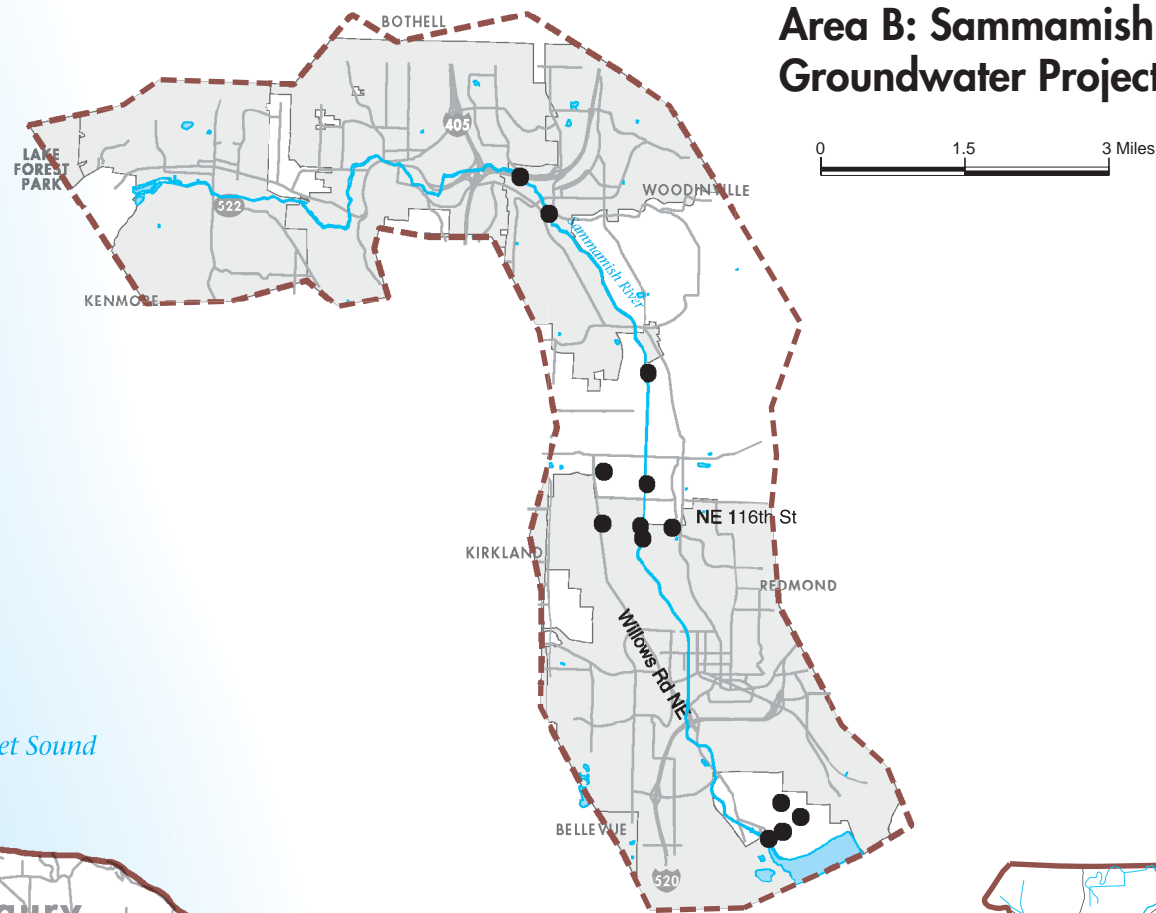 BOTHELL
Area B: Sammamish
Groundwater Project
405
0 1.5 3 Miles
LAKE
FOREST
PARK
WOODINVILLE
522
Sammamish River
KENMORE
NE 116th St
KIRKLAND
REDMOND
Willows Rd NE
et Sound
BELLEVUE
520